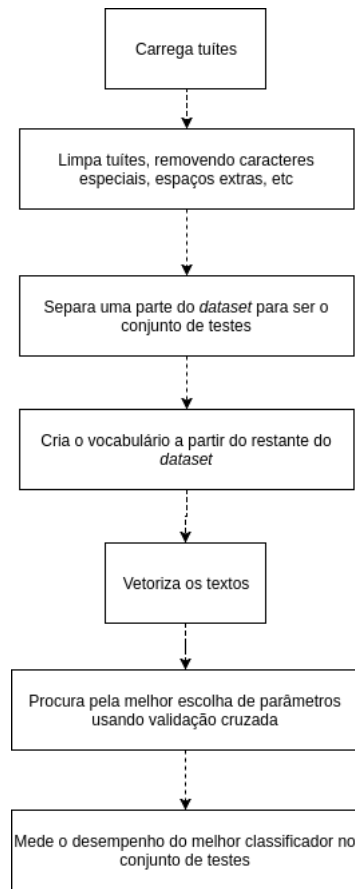 Carrega tuítes
Limpa tuítes, removendo caracteres
especiais, espaços extras, etc
Separa uma parte do dataset para ser o
conjunto de testes
Cria o vocabulário a partir do restante do
dataset
Vetoriza os textos
Procura pela melhor escolha de parâmetros
usando validação cruzada
Mede o desempenho do melhor classificador no
conjunto de testes